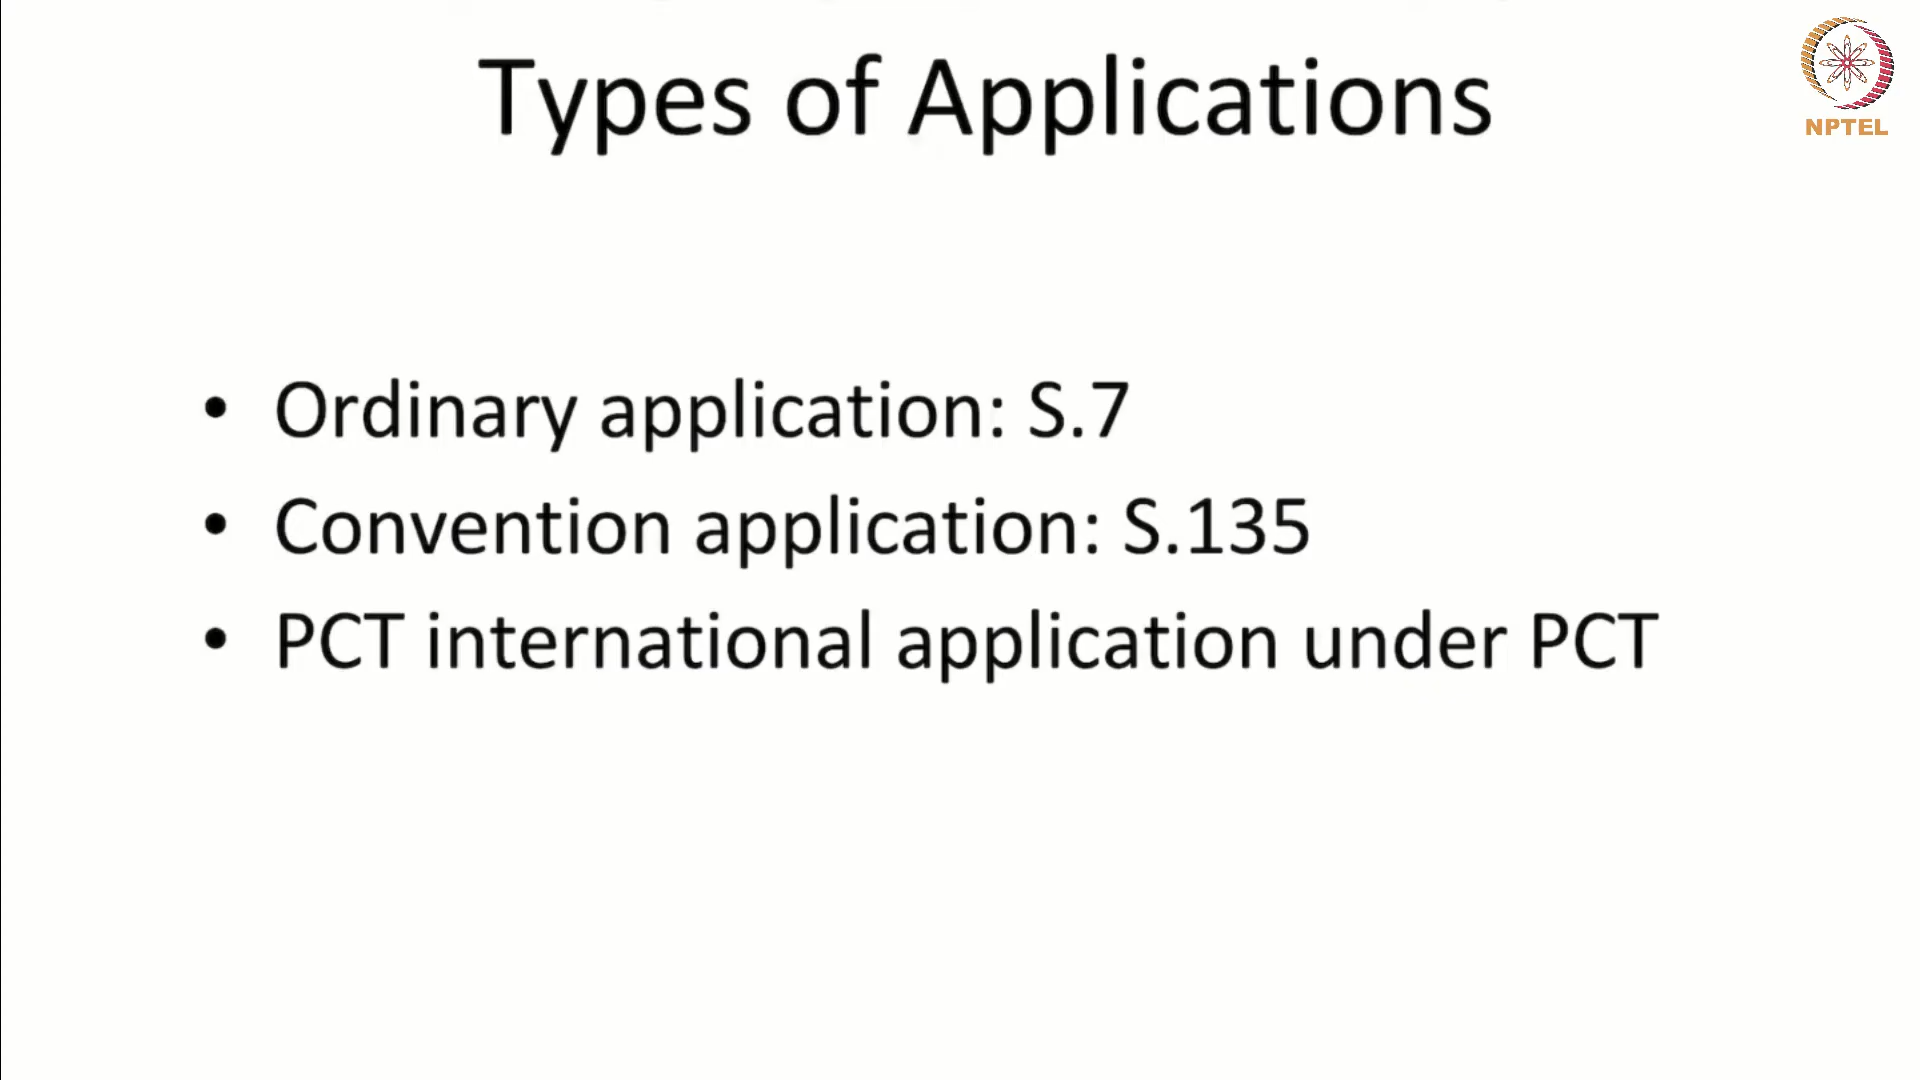 Types of Applications
NPTEL
• Ordinary application: S.7
• Convention application: S.135
• PCT international application under PCT